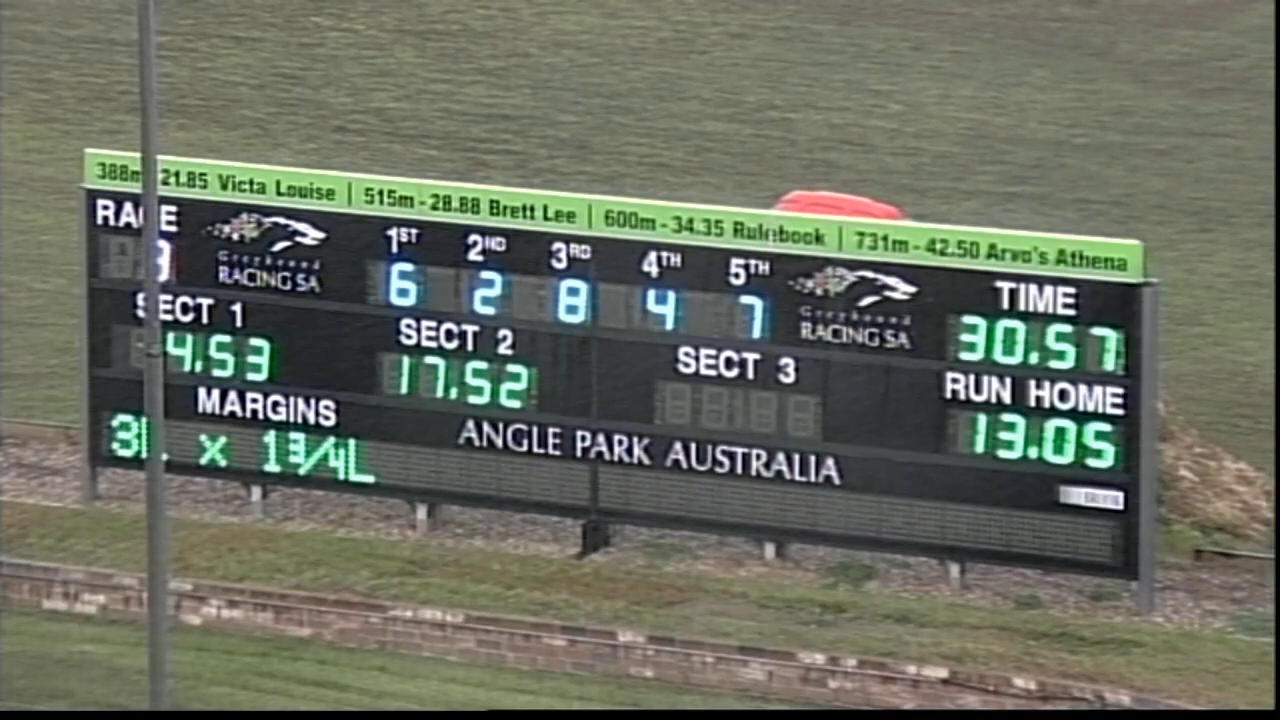 388m 21.85 Victa Louise | 515m - 28.88 Brett Lee | 600m - 34.35 Rulebook | 731m - 42.50 Arvo's Athena
RACE
Greyhound
RACING SA
1ST 2ND 3RD 4TH 5TH
6 2 8 4 7
Greyhound
RACING SA
TIME
30.57
SECT 1
4.53
SECT 2
17.52
SECT 3
RUN HOME
13.05
MARGINS
3L x 1¾L
ANGLE PARK AUSTRALIA